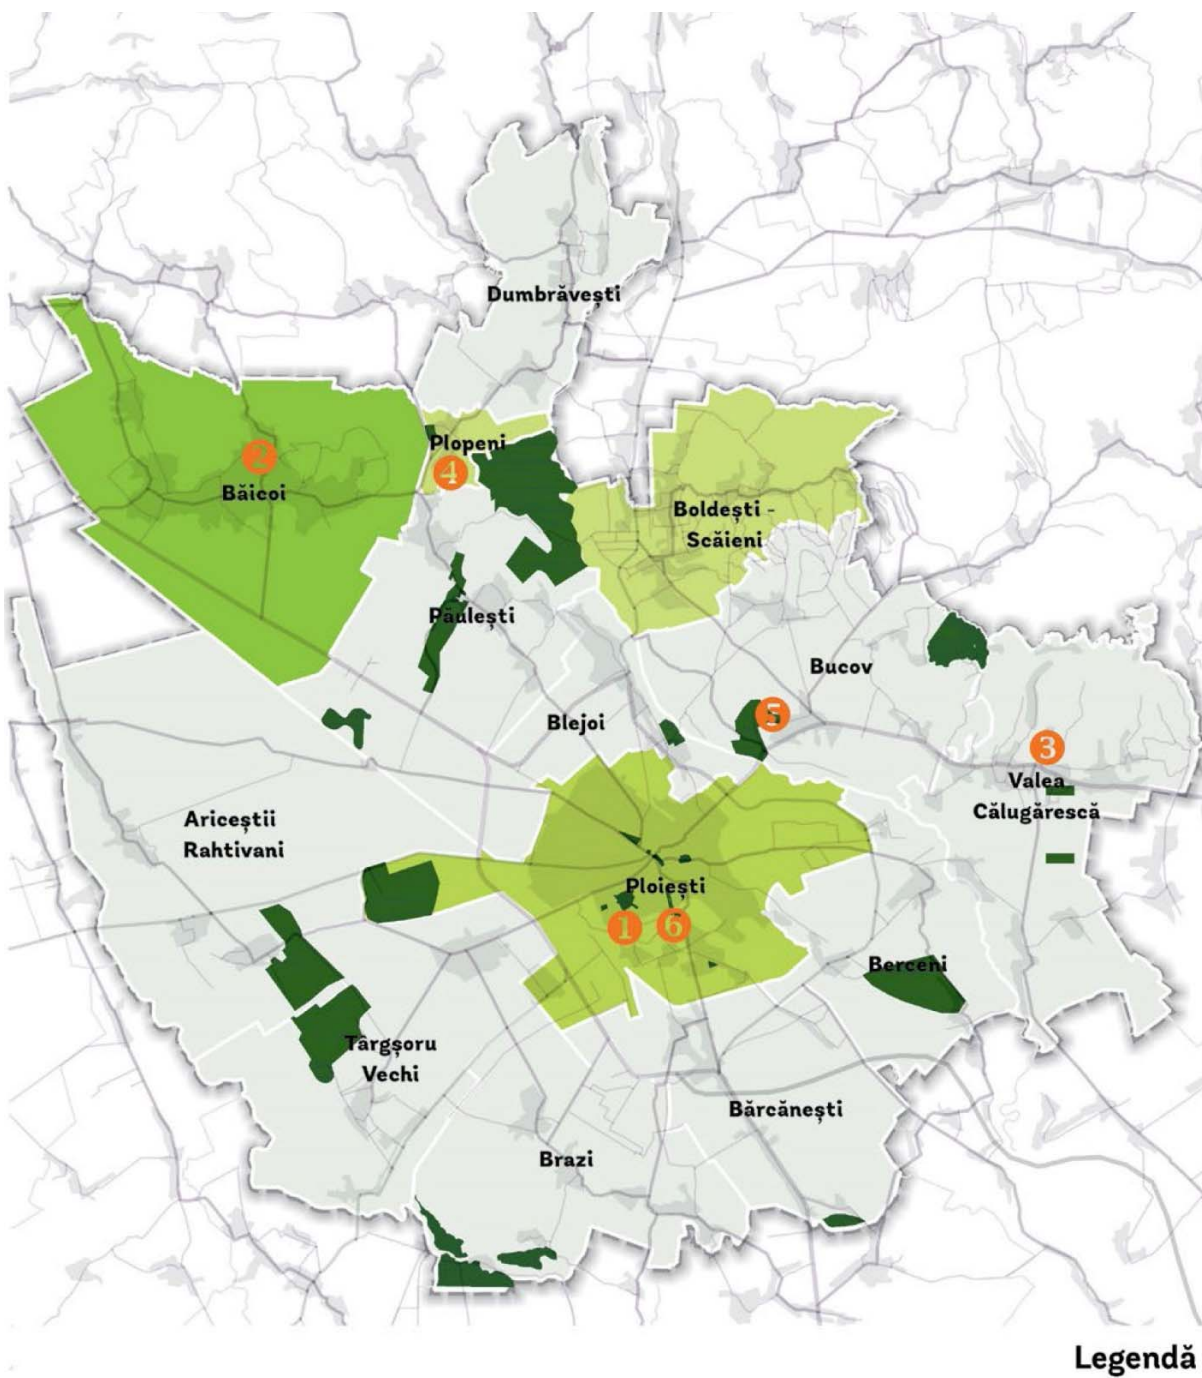 Dumbrăvești
Plopeni
4
2
Băicoi
Boldești -
Scăieni
Păulești
Bucov
5
Blejoi
3
Valea
Călugărească
Ariceștii
Rahtivani
Ploiești
1
6
Berceni
Târgșoru
Vechi
Bărcănești
Brazi
Legendă